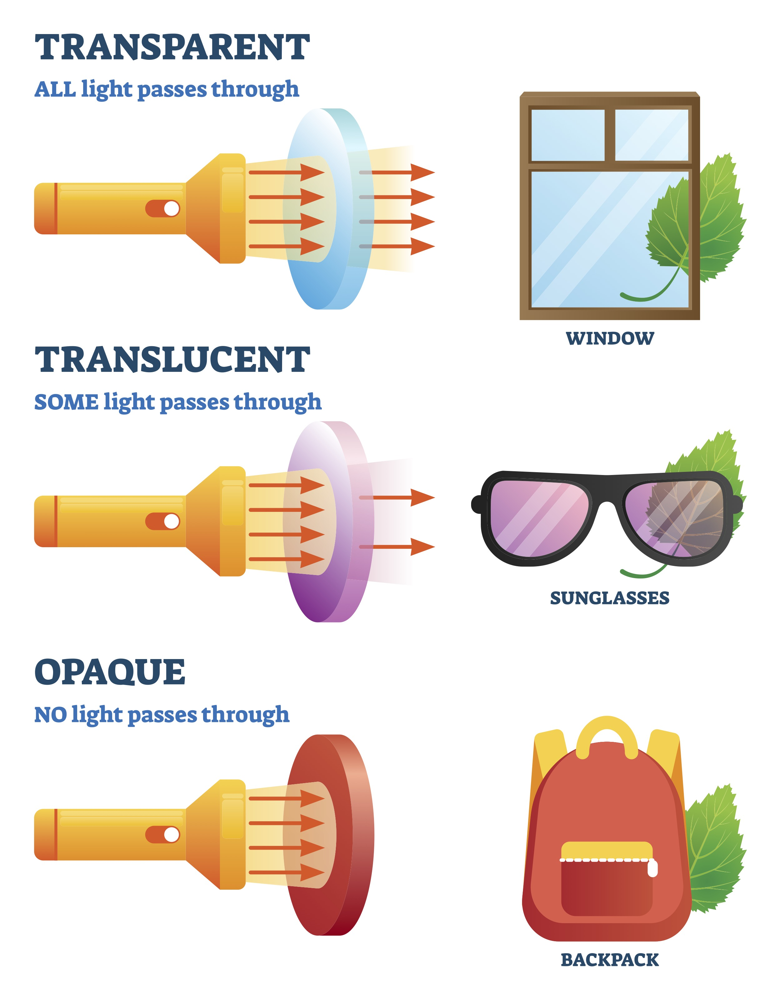 TRANSPARENT
ALL light passes through
WINDOW
TRANSLUCENT
SOME light passes through
SUNGLASSES
OPAQUE
NO light passes through
BACKPACK